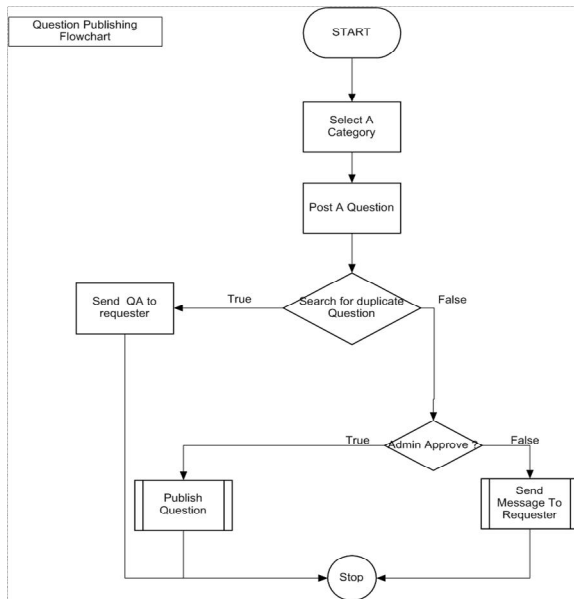 Question Publishing
Flowchart
START
Select A
Category
Post A Question
Search for duplicate
Question
True
False
Send QA to
requester
Admin Approve ?
True
False
Publish
Question
Send
Message To
Requester
Stop